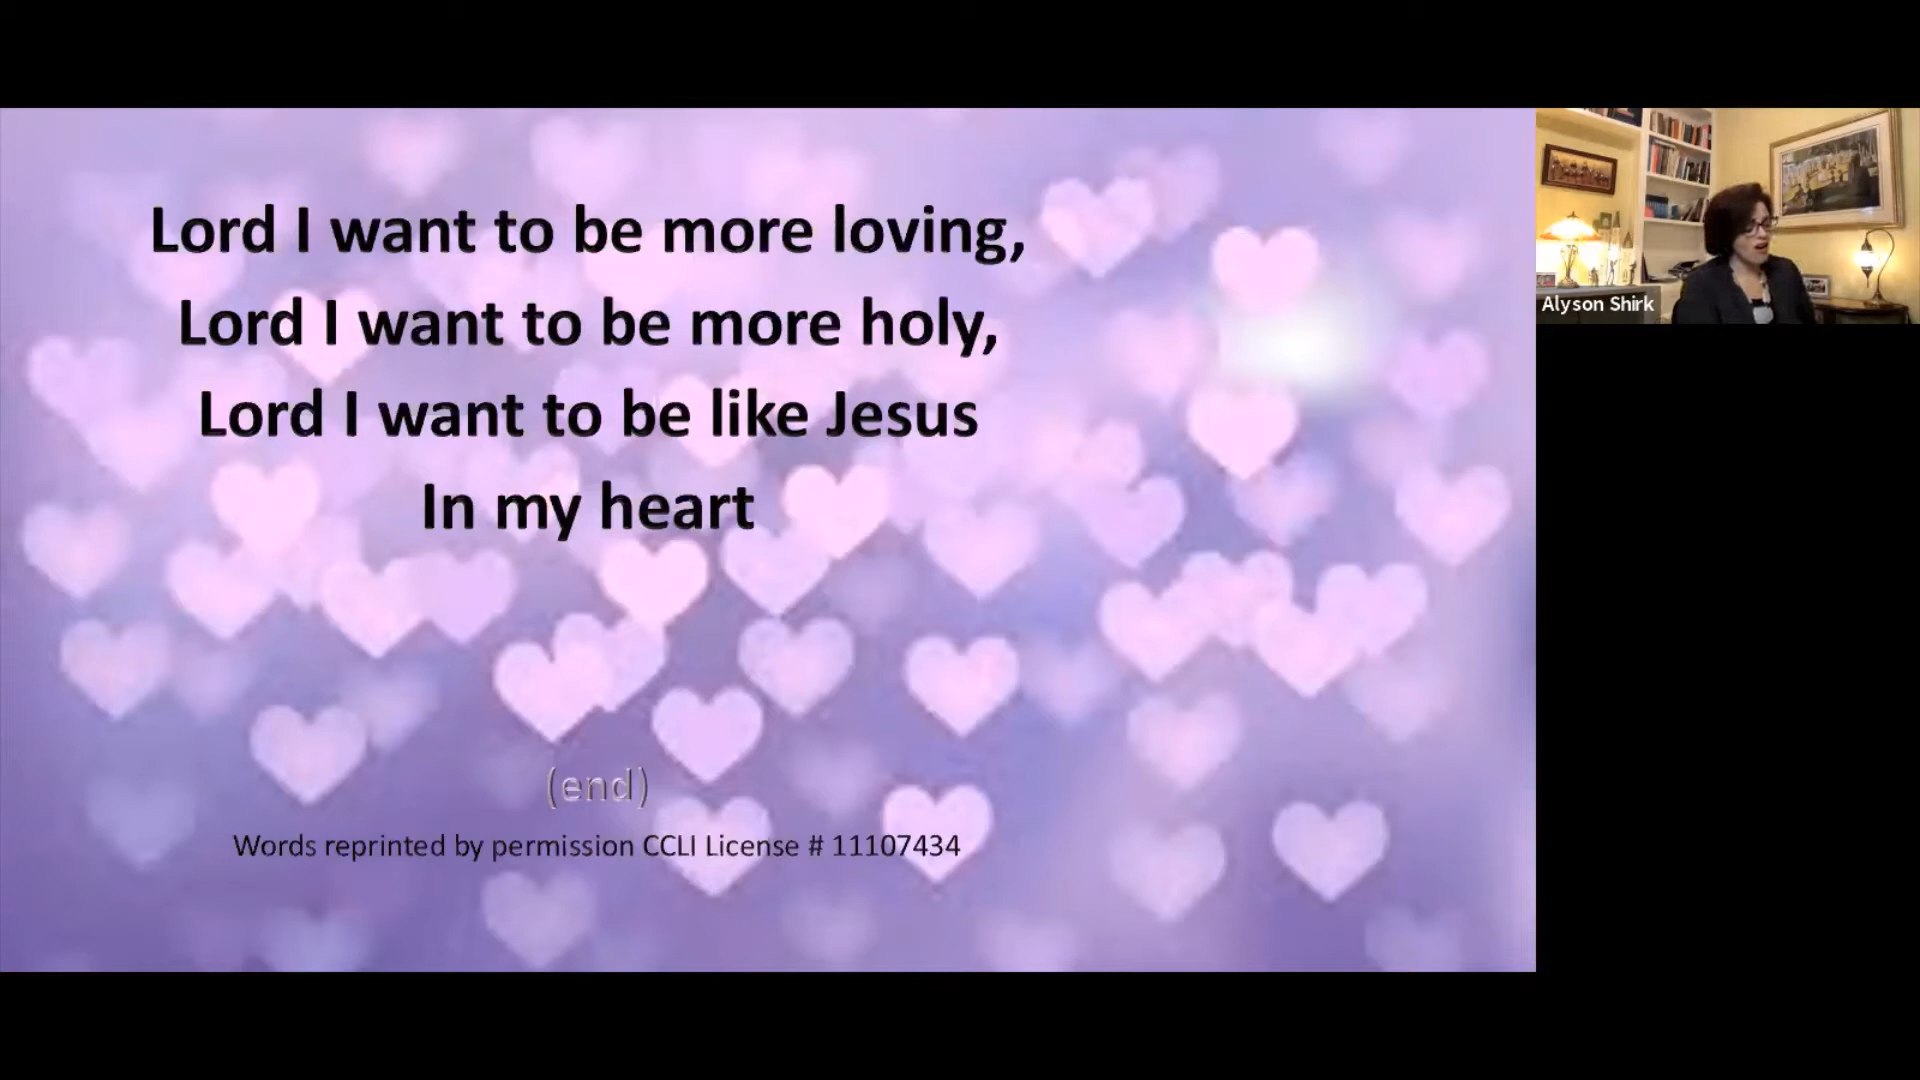 Lord I want to be more loving,
Lord I want to be more holy,
Lord I want to be like Jesus
In my heart
(end)
Words reprinted by permission CCLI License # 11107434
Alyson Shirk